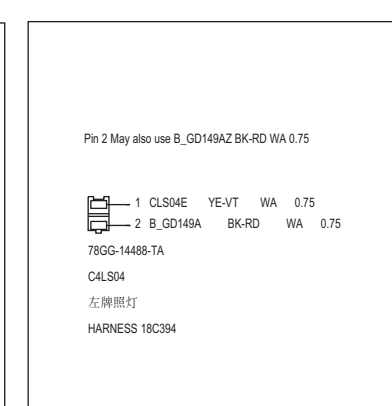 Pin 2 May also use B_GD149AZ BK-RD WA 0.75
1 CLS04E YE-VT WA 0.75
2 B_GD149A BK-RD WA 0.75
78GG-14488-TA
C4LS04
左牌照灯
HARNESS 18C394